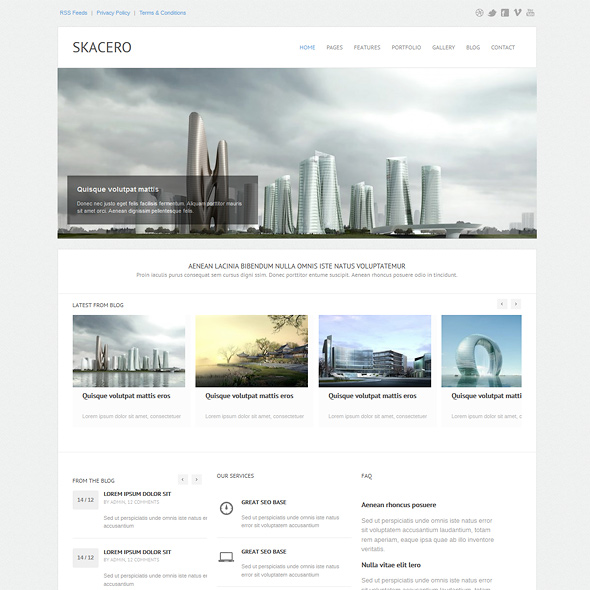 RSS Feeds | Privacy Policy | Terms & Conditions
SKACERO
HOME PAGES FEATURES PORTFOLIO GALLERY BLOG CONTACT
Quisque volutpat mattis
Donec nec justo eget felis facilisis fermentum. Aliquam porttitor mauris
sit amet orci. Aenean dignissim pelentesque felis.
AENEAN LACINIA BIBENDUM NULLA OMNIS ISTE NATUS VOLUPTATEMUR
Proin iaculis purus consequat sem cursus digni ssim. Donec porttitor entume suscipit. Aenean rhoncus posuere odio in tincidunt.
LATEST FROM BLOG
Quisque volutpat mattis eros
Lorem ipsum dolor sit amet, consectetuer
Quisque volutpat mattis eros
Lorem ipsum dolor sit amet, consectetuer
Quisque volutpat mattis eros
Lorem ipsum dolor sit amet, consectetuer
Quisque volutpat matti
Lorem ipsum dolor sit amet, c
FROM THE BLOG
14 / 12
LOREM IPSUM DOLOR SIT
BY ADMIN, 12 COMMENTS
Sed ut perspiciatis unde omnis iste natus er
accusantium
14 / 12
LOREM IPSUM DOLOR SIT
BY ADMIN, 12 COMMENTS
Sed ut perspiciatis unde omnis iste natus er
accusantium
OUR SERVICES
GREAT SEO BASE
Sed ut perspiciatis unde omnis iste natus error
sit voluptatem accusantium
GREAT SEO BASE
Sed ut perspiciatis unde omnis iste natus error
sit voluptatem accusantium
FAQ
Aenean rhoncus posuere
Sed ut perspiciatis unde omnis iste natus error
sit voluptatem accusantium laudantium, totam
rem aperiam, eaque ipsa quae ab illo inventore
veritatis.
Nulla vitae elit lero
Sed ut perspiciatis unde omnis iste natus error
sit voluptatem accusantium laudantium, totam